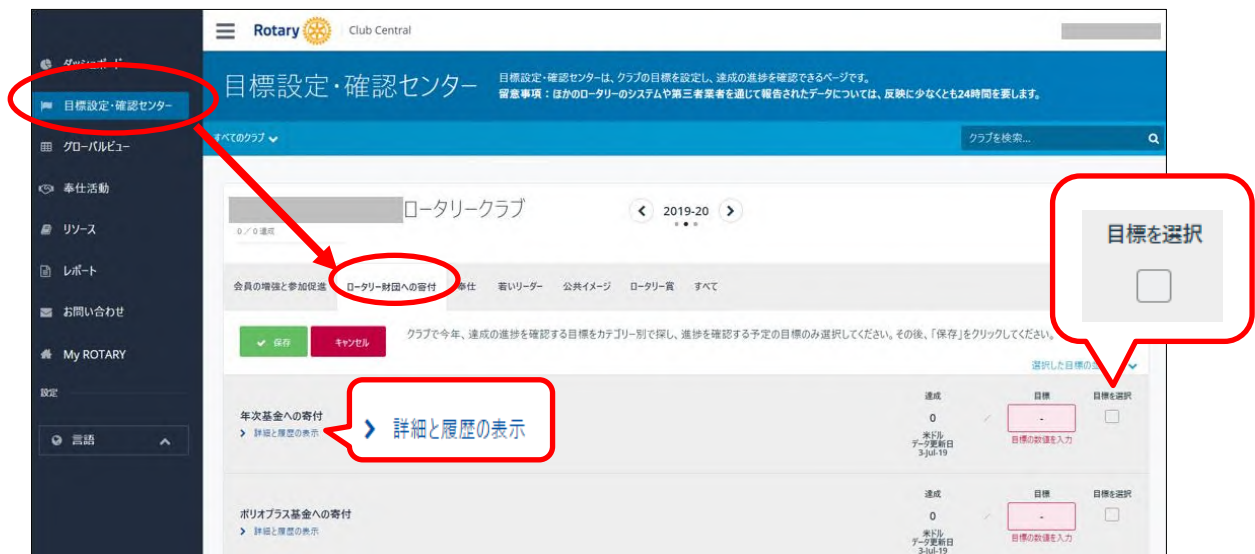 Rotary Club Central
ダッシュボード
目標設定・確認センター
グローバルビュー
奉仕活動
リソース
レポート
お問い合わせ
My ROTARY
設定
言語
目標設定・確認センター
目標設定・確認センターは、クラブの目標を設定し、達成の進捗を確認できるページです。
留意事項：ほかのロータリーのシステムや第三者業者を通じて報告されたデータについては、反映に少なくとも24時間を要します。
すべてのクラブ
クラブを検索...
ロータリークラブ
2019-20
0／0 達成
会員の増強と参加促進 ロータリー財団への寄付 奉仕 若いリーダー 公共イメージ ロータリー賞 すべて
保存 キャンセル
クラブで今年、達成の進捗を確認する目標をカテゴリー別で探し、進捗を確認する予定の目標のみ選択してください。その後、「保存」をクリックしてください。
選択した目標の
目標を選択
年次基金への寄付
詳細と履歴の表示
詳細と履歴の表示
達成 目標 目標を選択
0 / -
米ドル
データ更新日
3-Jul-19
目標の数値を入力
ポリオプラス基金への寄付
詳細と履歴の表示
達成 目標 目標を選択
0 / -
米ドル
データ更新日
3-Jul-19
目標の数値を入力